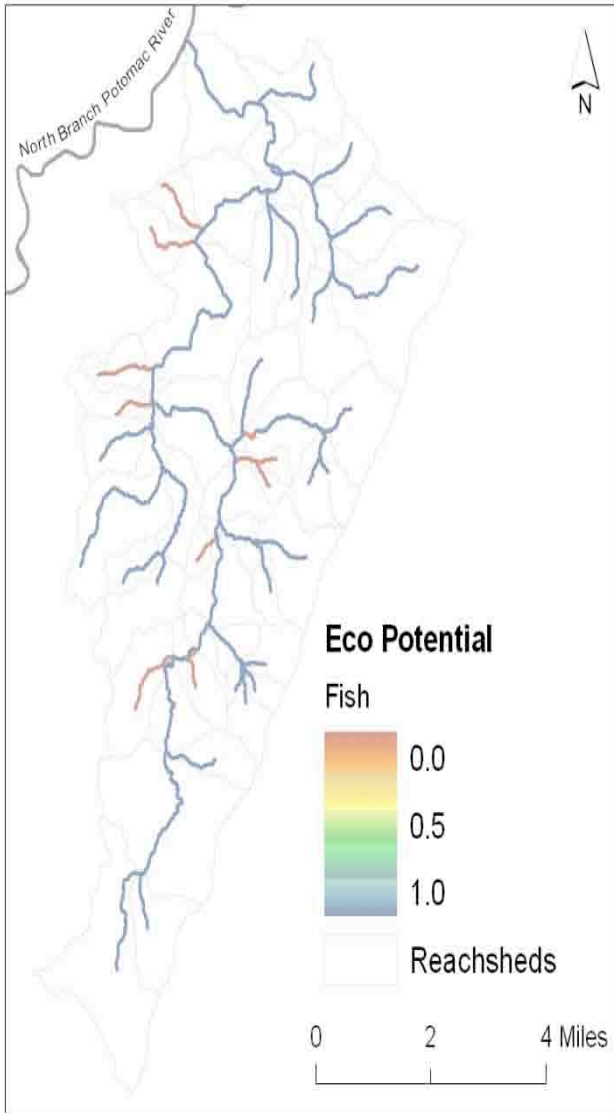 North Branch Potomac River
N
Eco Potential
Fish
0.0
0.5
1.0
Reachsheds
0 2 4 Miles